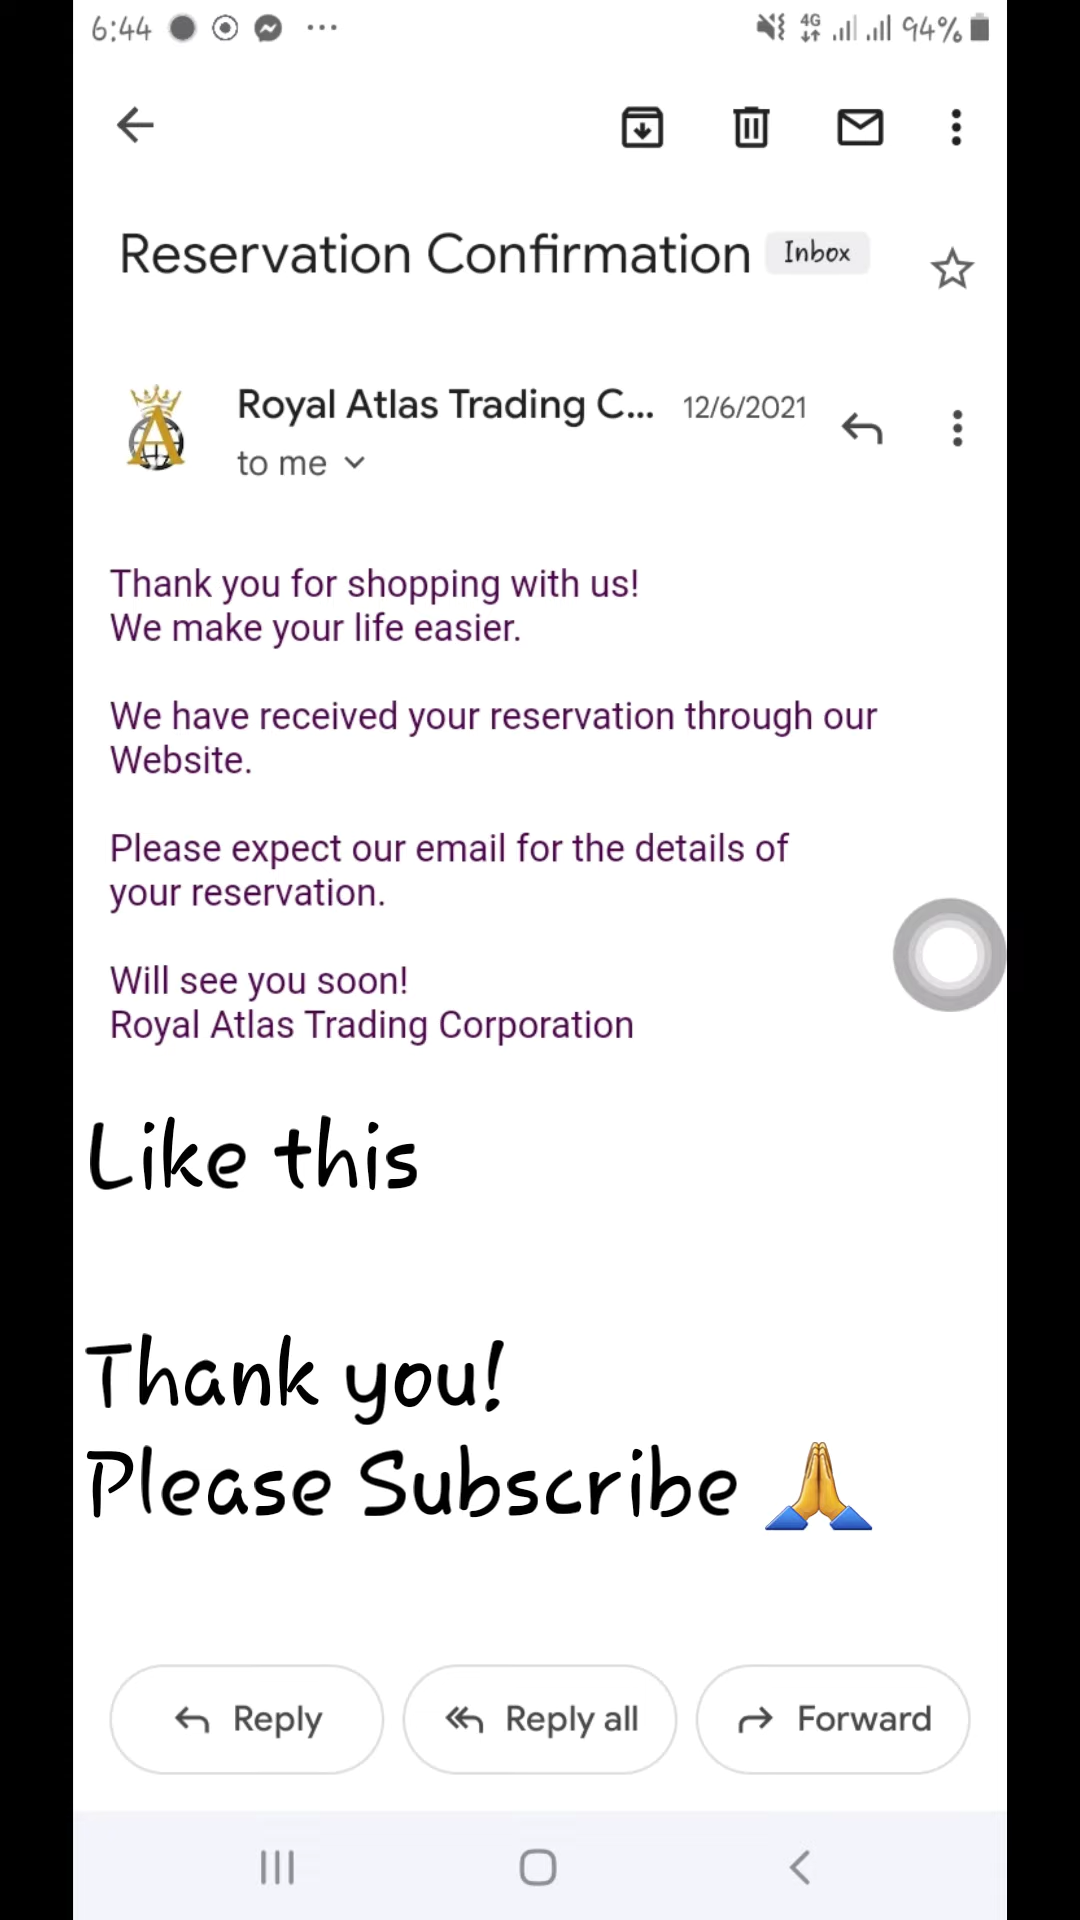 6:44 ... 4G 94%
Reservation Confirmation Inbox
Royal Atlas Trading C... 12/6/2021
to me
Thank you for shopping with us!
We make your life easier.
We have received your reservation through our
Website.
Please expect our email for the details of
your reservation.
Will see you soon!
Royal Atlas Trading Corporation
Like this
Thank you!
Please Subscribe 🙏
Reply Reply all Forward